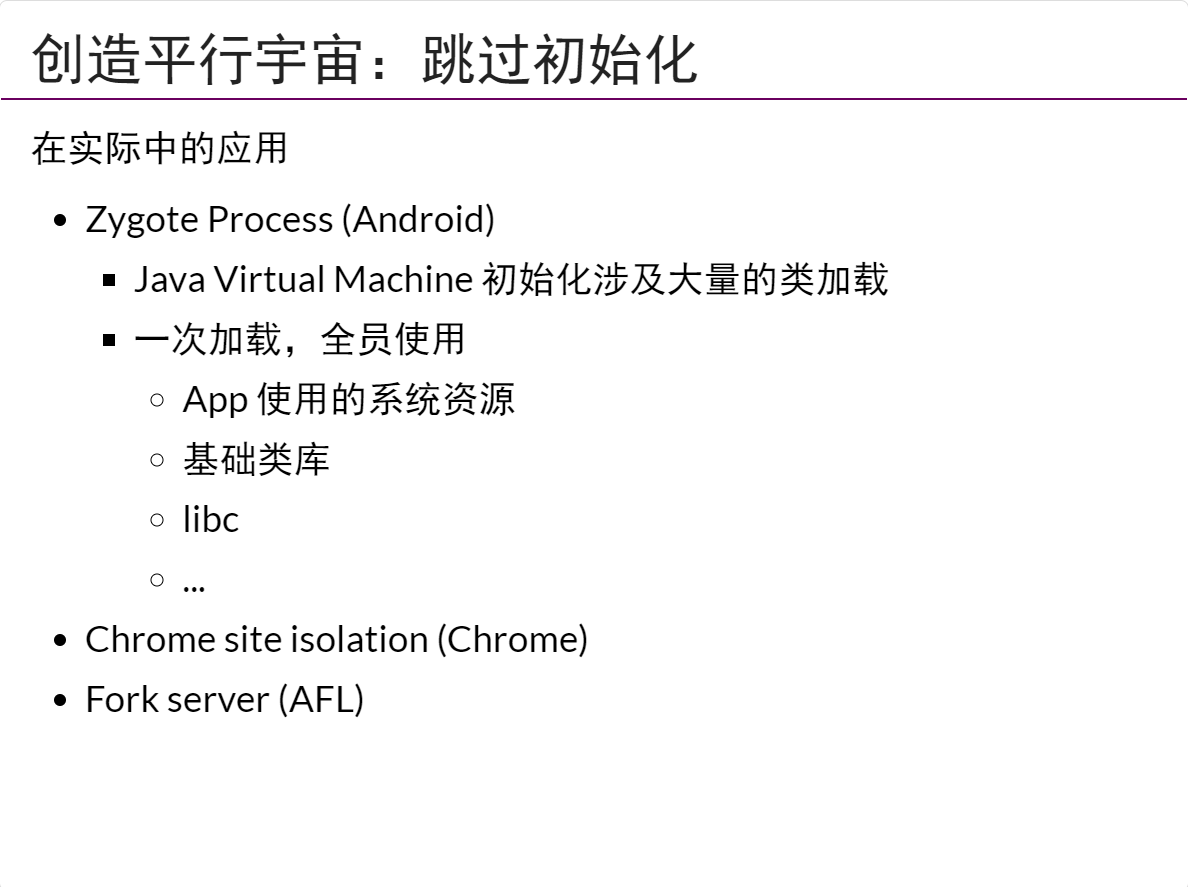 创造平行宇宙：跳过初始化
在实际中的应用
Zygote Process (Android)
Java Virtual Machine 初始化涉及大量的类加载
一次加载，全员使用
App 使用的系统资源
基础类库
libc
...
Chrome site isolation (Chrome)
Fork server (AFL)